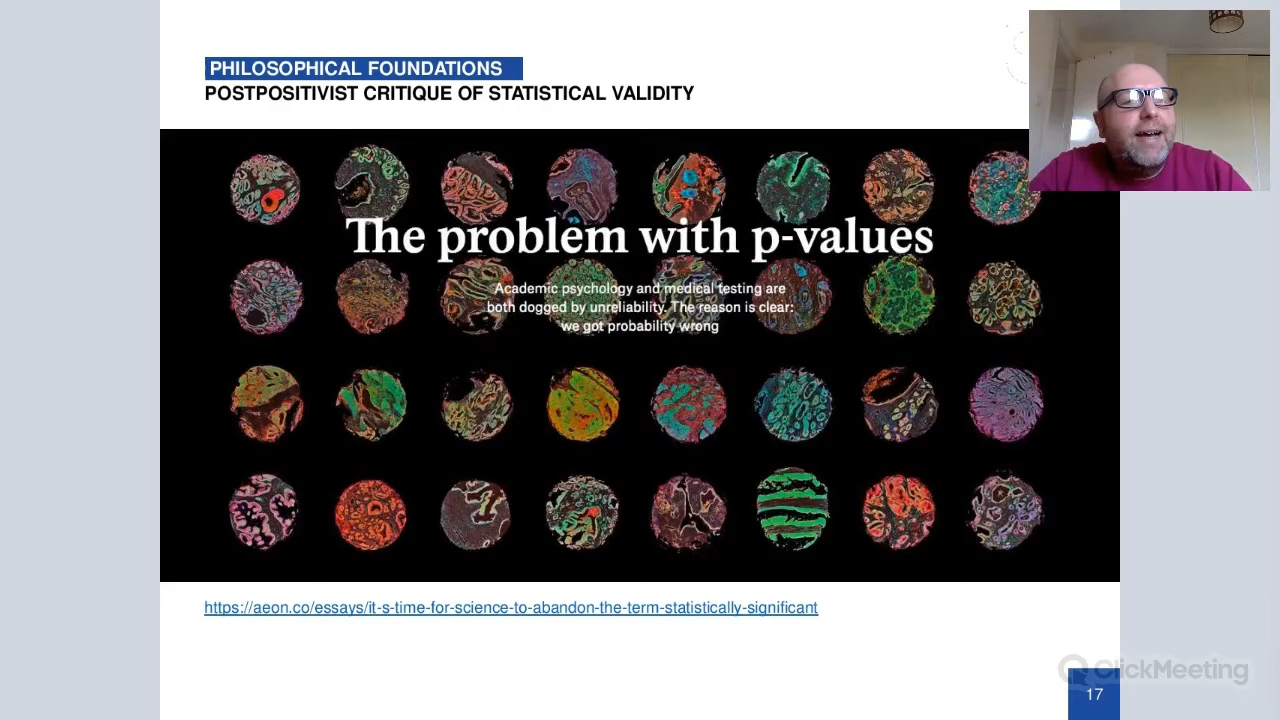 PHILOSOPHICAL FOUNDATIONS
POSTPOSITIVIST CRITIQUE OF STATISTICAL VALIDITY
The problem with p-values
Academic psychology and medical testing are
both dogged by unreliability. The reason is clear:
we got probability wrong
https://aeon.co/essays/it-s-time-for-science-to-abandon-the-term-statistically-significant
ClickMeeting
17